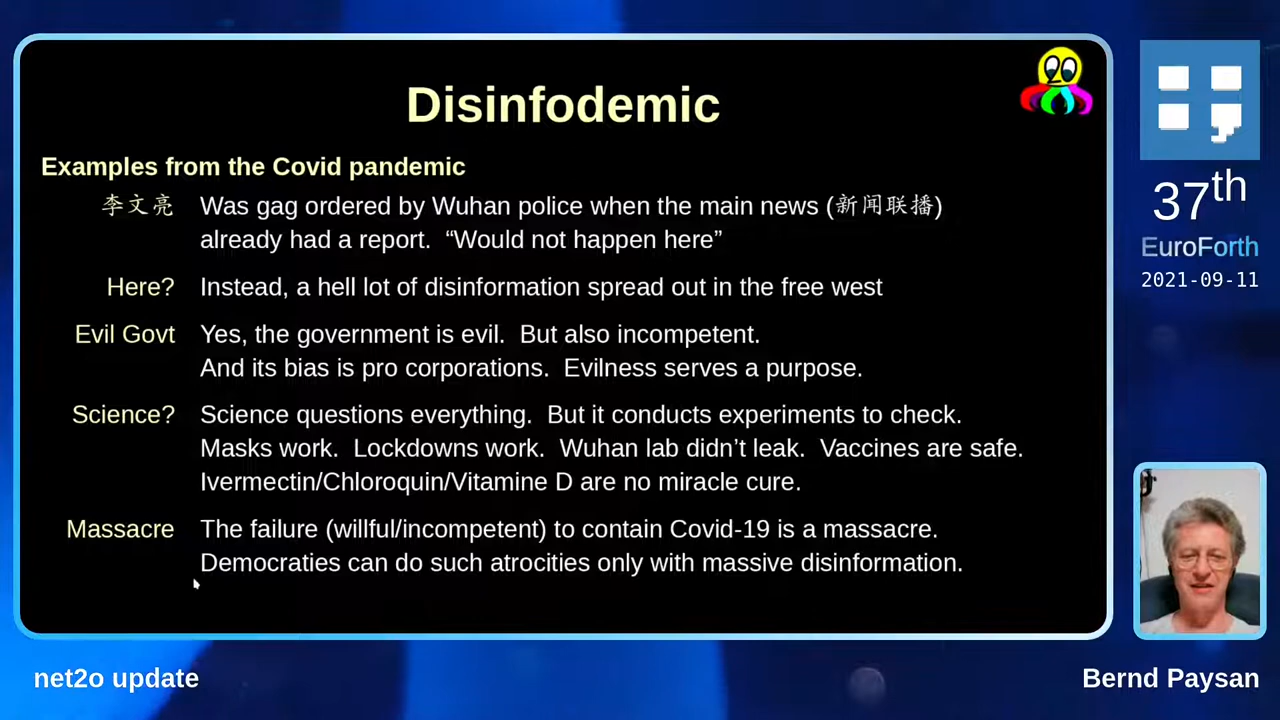 Disinfodemic
Examples from the Covid pandemic
李文亮 Was gag ordered by Wuhan police when the main news (新闻联播)
already had a report. “Would not happen here”
Here? Instead, a hell lot of disinformation spread out in the free west
Evil Govt Yes, the government is evil. But also incompetent.
And its bias is pro corporations. Evilness serves a purpose.
Science? Science questions everything. But it conducts experiments to check.
Masks work. Lockdowns work. Wuhan lab didn’t leak. Vaccines are safe.
Ivermectin/Chloroquin/Vitamine D are no miracle cure.
Massacre The failure (willful/incompetent) to contain Covid-19 is a massacre.
Democraties can do such atrocities only with massive disinformation.
37th
EuroForth
2021-09-11
net2o update
Bernd Paysan